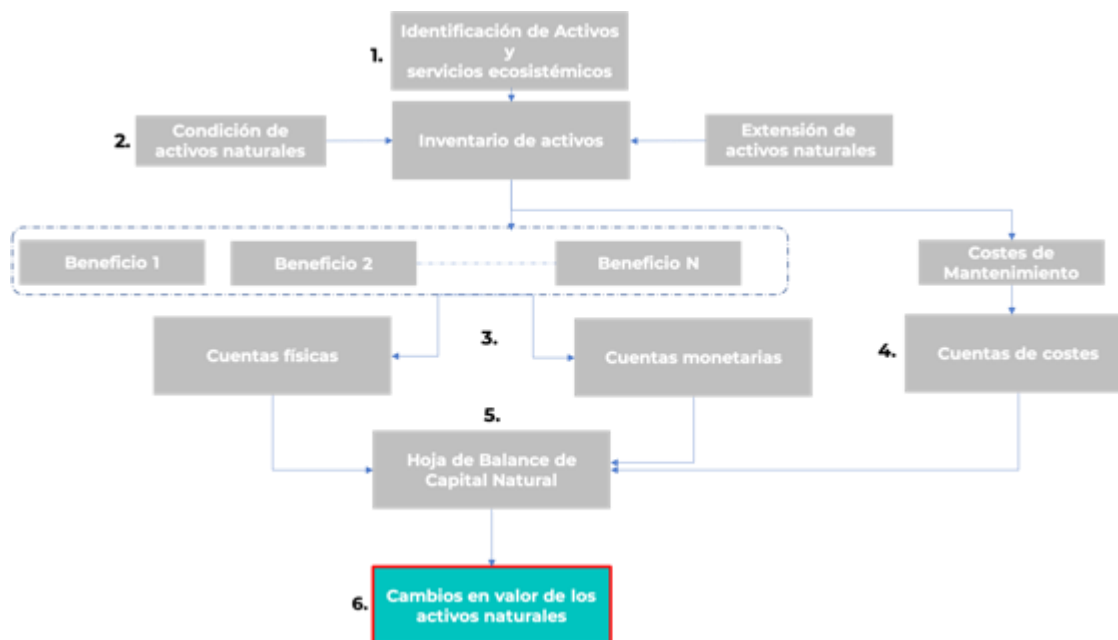 1.
Identificación de Activos
y
servicios ecosistémicos
2.
Condición de
activos naturales
Inventario de activos
Extensión de
activos naturales
Beneficio 1
Beneficio 2
Beneficio N
Costes de
Mantenimiento
Cuentas físicas
3.
Cuentas monetarias
4.
Cuentas de costes
5.
Hoja de Balance de
Capital Natural
6.
Cambios en valor de los
activos naturales